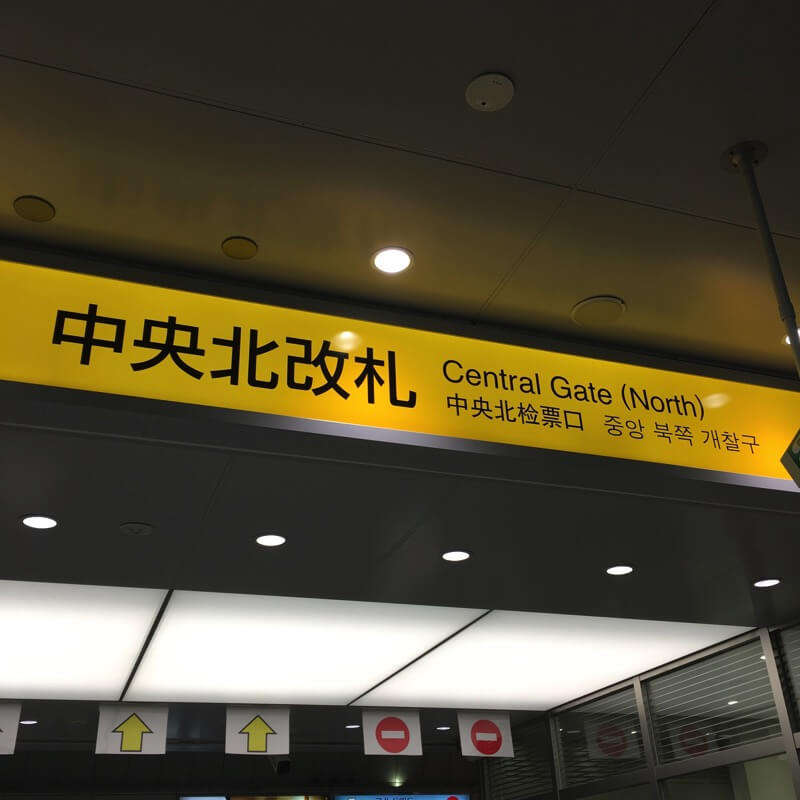 中央北改札
Central Gate (North)
中央北检票口 중앙 북쪽 개찰구